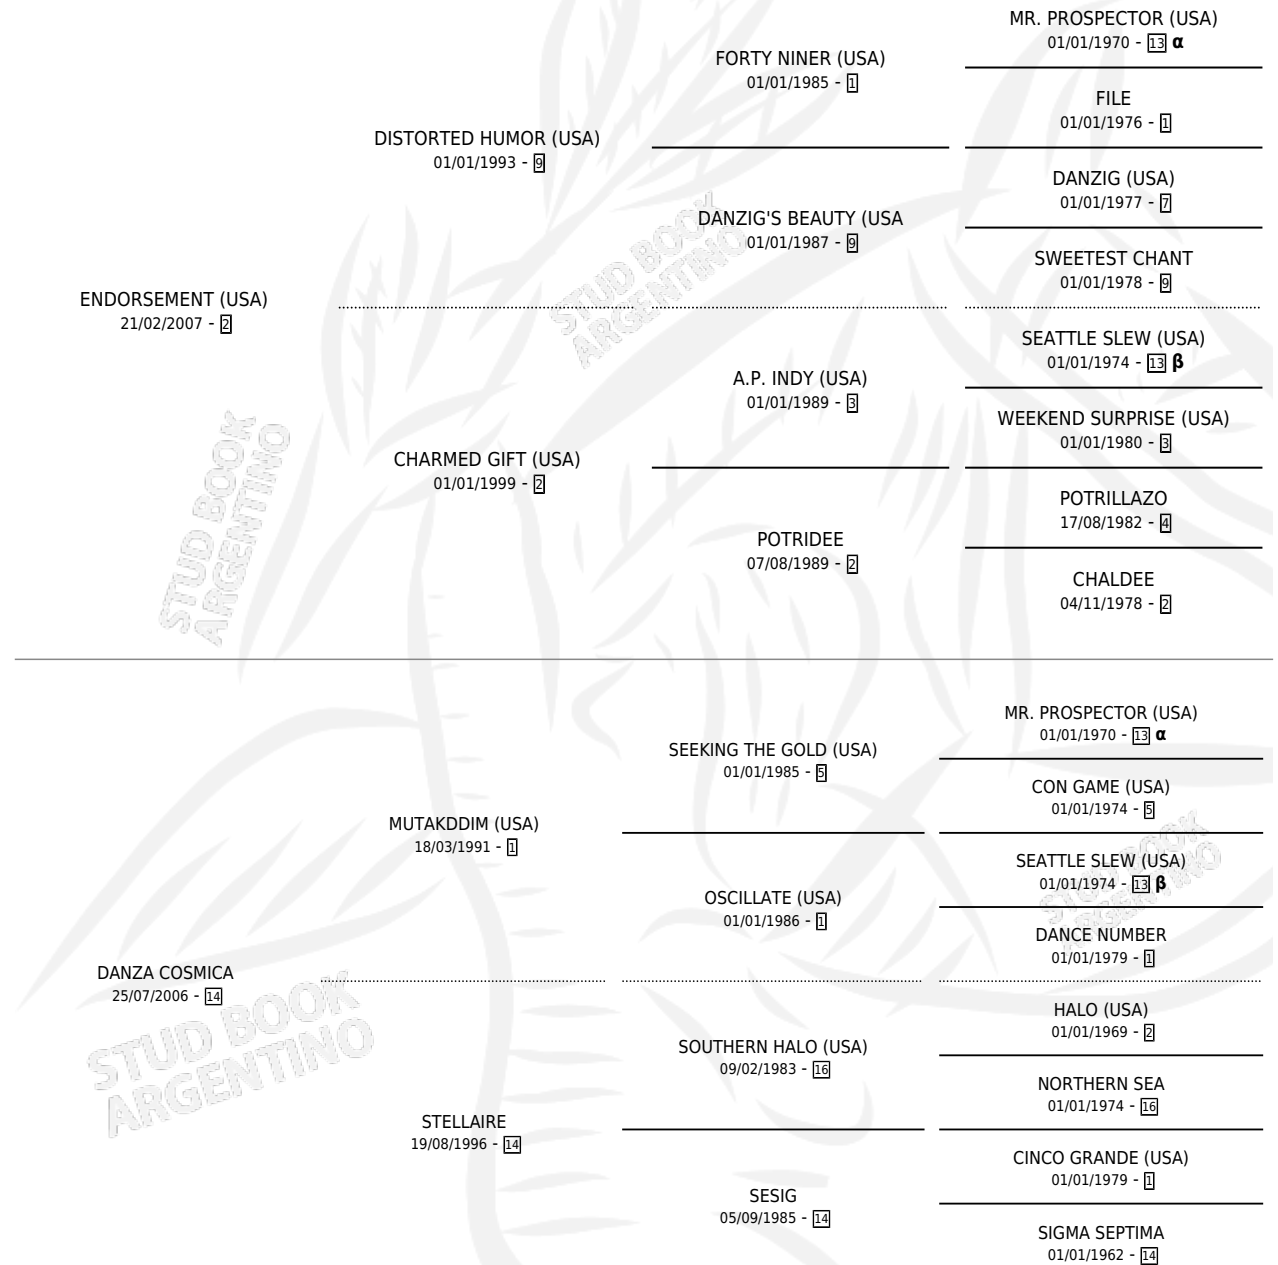 MR. PROSPECTOR (USA)
01/01/1970 - 13 α
FORTY NINER (USA)
01/01/1985 - 1
FILE
01/01/1976 - 1
DISTORTED HUMOR (USA)
01/01/1993 - 9
DANZIG (USA)
01/01/1977 - 7
DANZIG'S BEAUTY (USA
01/01/1987 - 9
SWEETEST CHANT
01/01/1978 - 9
ENDORSEMENT (USA)
21/02/2007 - 2
SEATTLE SLEW (USA)
01/01/1974 - 13 β
A.P. INDY (USA)
01/01/1989 - 3
WEEKEND SURPRISE (USA)
01/01/1980 - 3
CHARMED GIFT (USA)
01/01/1999 - 2
POTRILLAZO
17/08/1982 - 4
POTRIDEE
07/08/1989 - 2
CHALDEE
04/11/1978 - 2
STUD BOOK
ARGENTINO
STUD BOOK
ARGENTINO
MR. PROSPECTOR (USA)
01/01/1970 - 13 α
SEEKING THE GOLD (USA)
01/01/1985 - 5
CON GAME (USA)
01/01/1974 - 5
MUTAKDDIM (USA)
18/03/1991 - 1
SEATTLE SLEW (USA)
01/01/1974 - 13 β
OSCILLATE (USA)
01/01/1986 - 1
DANCE NUMBER
01/01/1979 - 1
DANZA COSMICA
25/07/2006 - 14
HALO (USA)
01/01/1969 - 2
SOUTHERN HALO (USA)
09/02/1983 - 16
NORTHERN SEA
01/01/1974 - 16
STELLAIRE
19/08/1996 - 14
CINCO GRANDE (USA)
01/01/1979 - 1
SESIG
05/09/1985 - 14
SIGMA SEPTIMA
01/01/1962 - 14
STUD BOOK
ARGENTINO
STUD BOOK
ARGENTINO